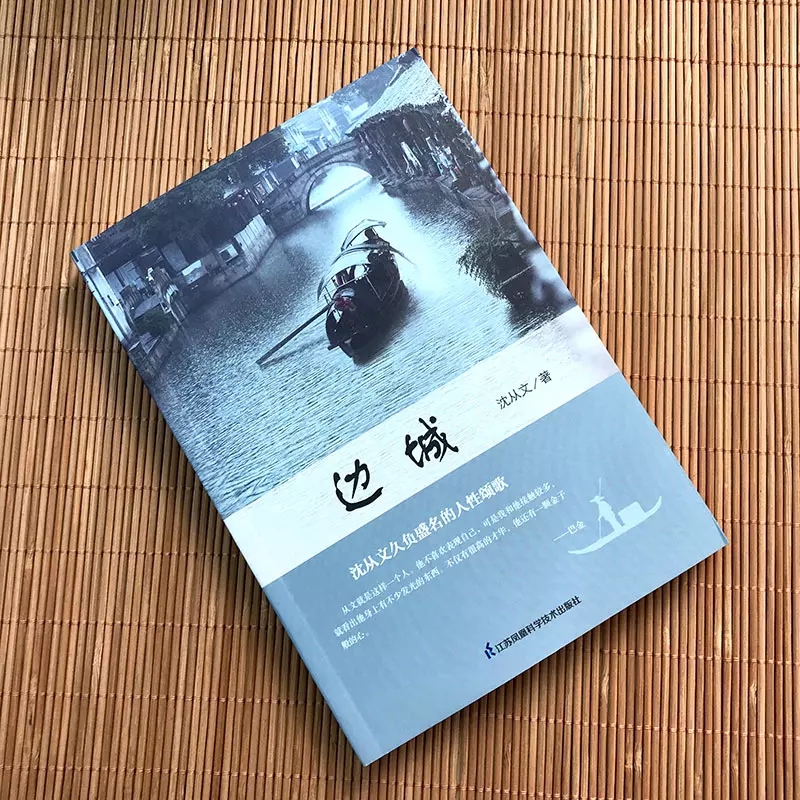 沈从文/著
边城
沈从文久负盛名的人性颂歌
从文就是这样一个人。他不喜欢表现自己,可是我和他接触较多,
就看出他身上有不少发光的东西。不仅有很高的才华,他还有一颗金子
般的心。
——巴金
江苏凤凰科学技术出版社